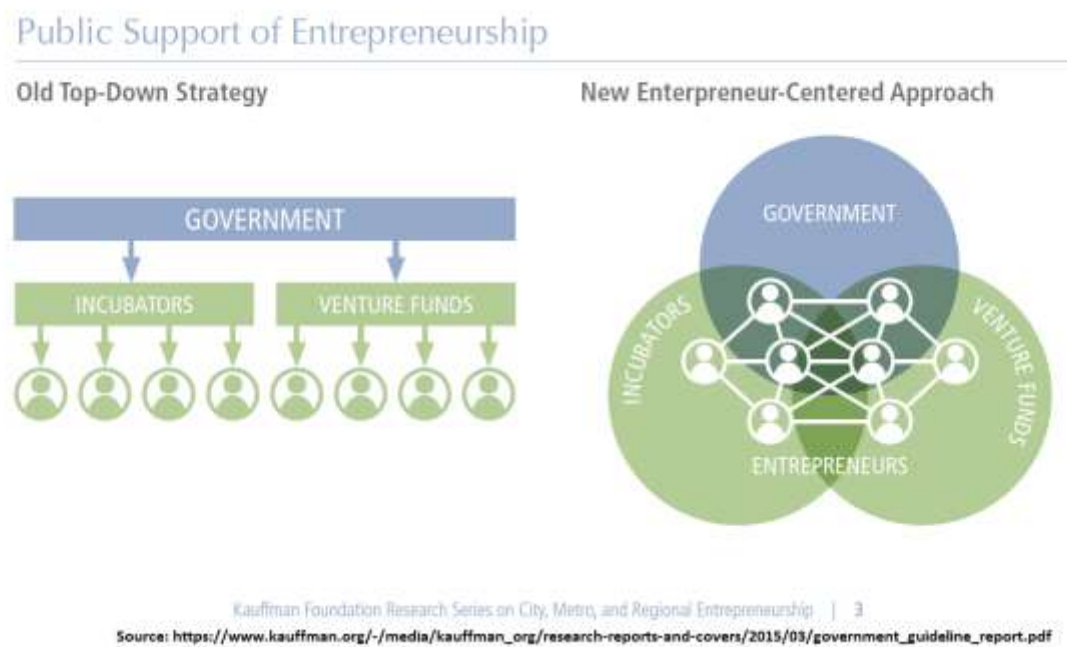 Public Support of Entrepreneurship
Old Top-Down Strategy
GOVERNMENT
INCUBATORS
VENTURE FUNDS
New Enterpreneur-Centered Approach
GOVERNMENT
INCUBATORS
VENTURE FUNDS
ENTREPRENEURS
Kauffman Foundation Research Series on City, Metro, and Regional Entrepreneurship | 3
Source: https://www.kauffman.org/-/media/kauffman_org/research-reports-and-covers/2015/03/government_guideline_report.pdf